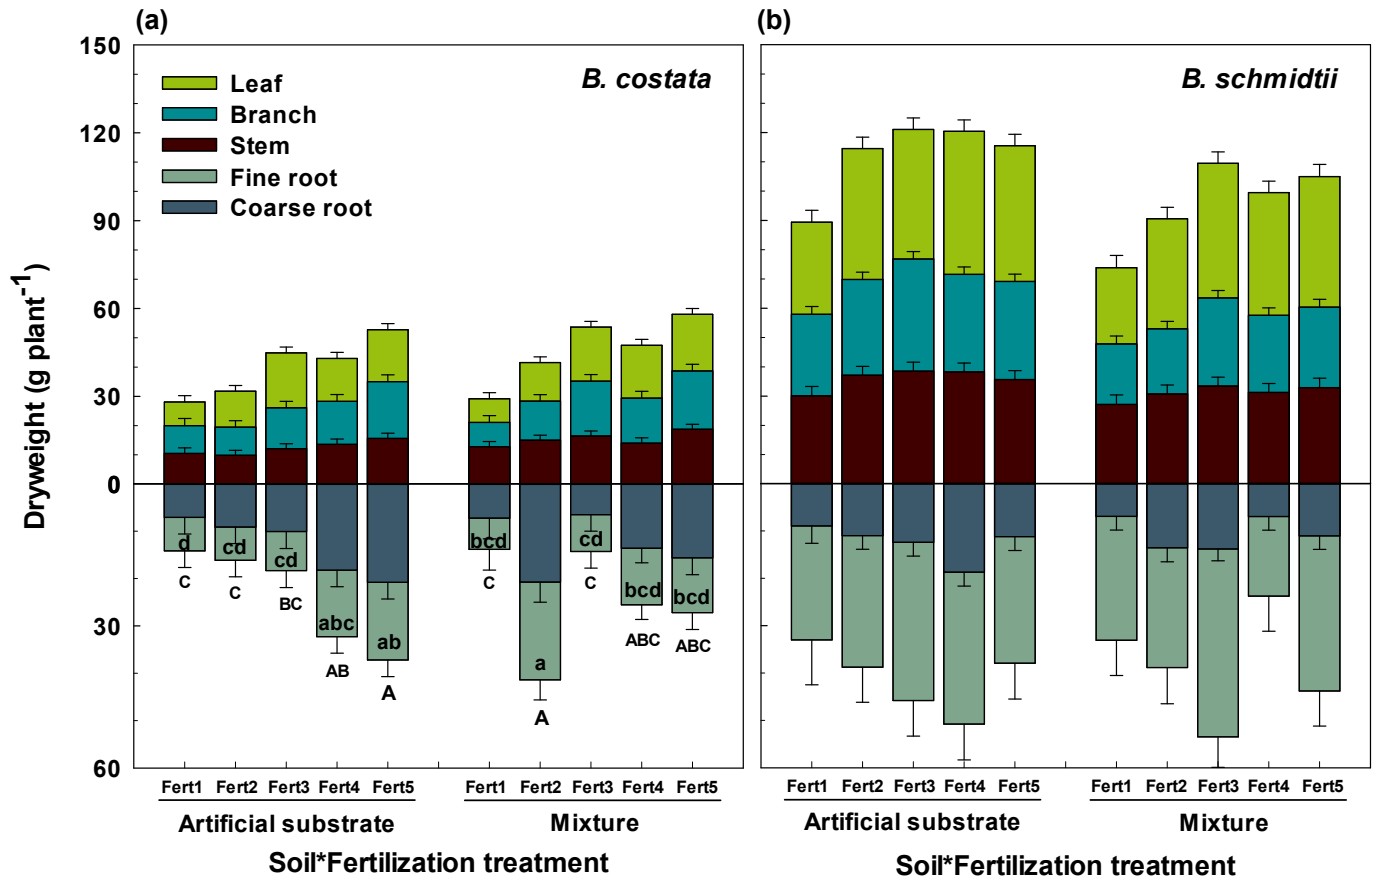 (a)
(b)
150
120
90
60
30
0
30
60
Dryweight (g plant-1)
Leaf
Branch
Stem
Fine root
Coarse root
B. costata
B. schmidtii
d
cd
cd
abc
ab
bcd
a
cd
bcd
bcd
C
C
BC
AB
A
C
A
C
ABC
ABC
Fert1 Fert2 Fert3 Fert4 Fert5 Fert1 Fert2 Fert3 Fert4 Fert5
Artificial substrate Mixture
Soil*Fertilization treatment
Fert1 Fert2 Fert3 Fert4 Fert5 Fert1 Fert2 Fert3 Fert4 Fert5
Artificial substrate Mixture
Soil*Fertilization treatment